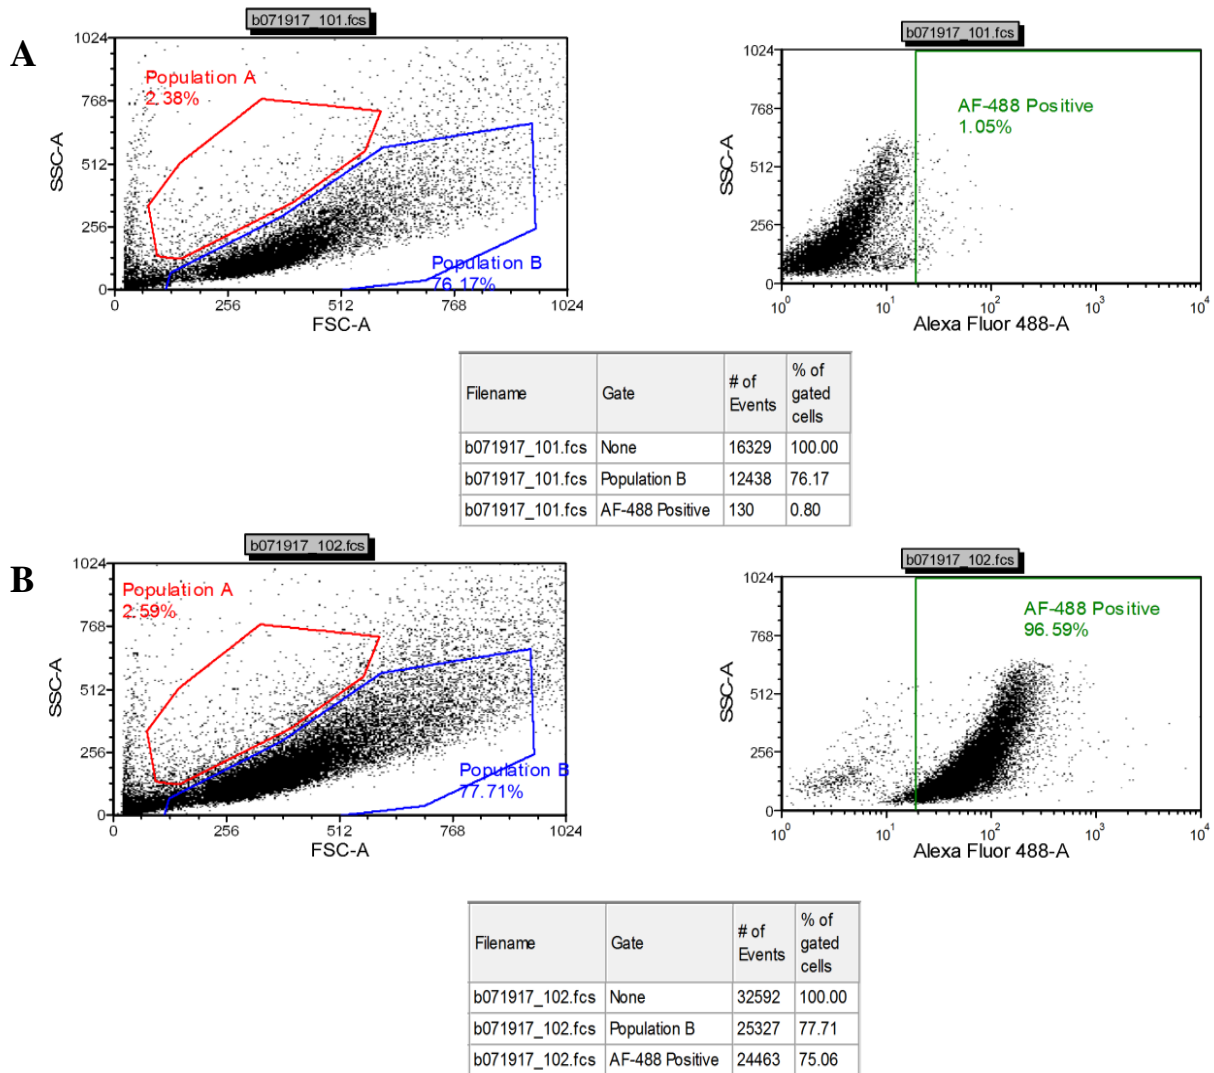 A
b071917_101.fcs
1024
768
512
256
0
SSC-A
Population A
2.38%
Population B
76.17%
0 256 512 768 1024
FSC-A
b071917_101.fcs
1024
768
512
256
0
SSC-A
AF-488 Positive
1.05%
10^0 10^1 10^2 10^3 10^4
Alexa Fluor 488-A
Filename Gate # of Events % of gated cells
b071917_101.fcs None 16329 100.00
b071917_101.fcs Population B 12438 76.17
b071917_101.fcs AF-488 Positive 130 0.80
B
b071917_102.fcs
1024
768
512
256
0
SSC-A
Population A
2.59%
Population B
77.71%
0 256 512 768 1024
FSC-A
b071917_102.fcs
1024
768
512
256
0
SSC-A
AF-488 Positive
96.59%
10^0 10^1 10^2 10^3 10^4
Alexa Fluor 488-A
Filename Gate # of Events % of gated cells
b071917_102.fcs None 32592 100.00
b071917_102.fcs Population B 25327 77.71
b071917_102.fcs AF-488 Positive 24463 75.06